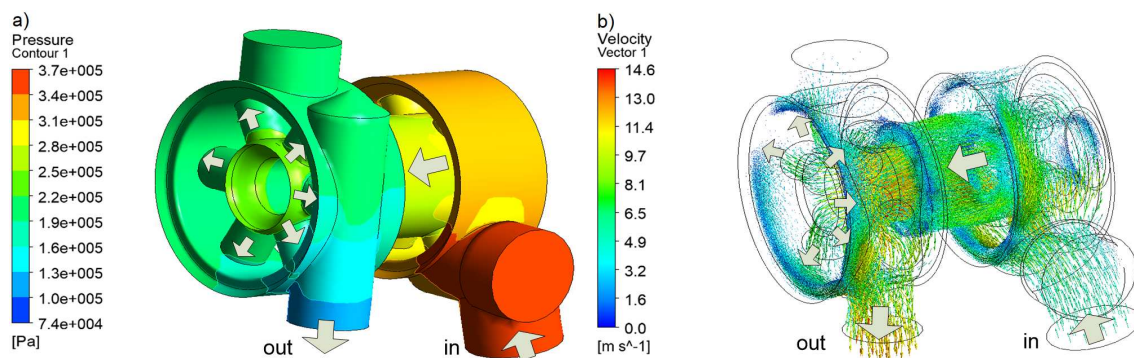 a)
Pressure
Contour 1
3.7e+005
3.4e+005
3.1e+005
2.8e+005
2.5e+005
2.2e+005
1.9e+005
1.6e+005
1.3e+005
1.0e+005
7.4e+004
[Pa]
out
in
b)
Velocity
Vector 1
14.6
13.0
11.4
9.7
8.1
6.5
4.9
3.2
1.6
0.0
[m s^-1]
out
in